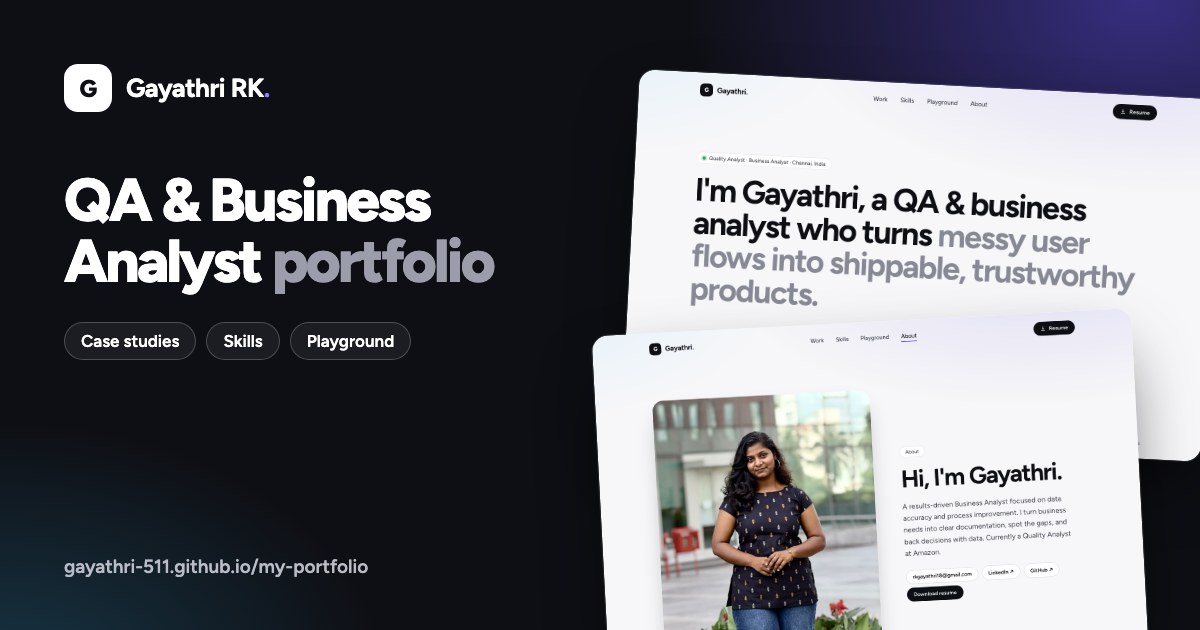 G
Gayathri RK.
QA & Business
Analyst portfolio
Case studies
Skills
Playground
gayathri-511.github.io/my-portfolio
G
Gayathri.
Work
Skills
Playground
About
Resume
Quality Analyst · Business Analyst · Chennai, India
I'm Gayathri, a QA & business
analyst who turns messy user
flows into shippable, trustworthy
products.
G
Gayathri.
Work
Skills
Playground
About
Resume
About
Hi, I'm Gayathri.
A results-driven Business Analyst focused on data
accuracy and process improvement. I turn business
needs into clear documentation, spot the gaps, and
back decisions with data. Currently a Quality Analyst
at Amazon.
rkgayathri18@gmail.com
LinkedIn ↗
GitHub ↗
Download resume